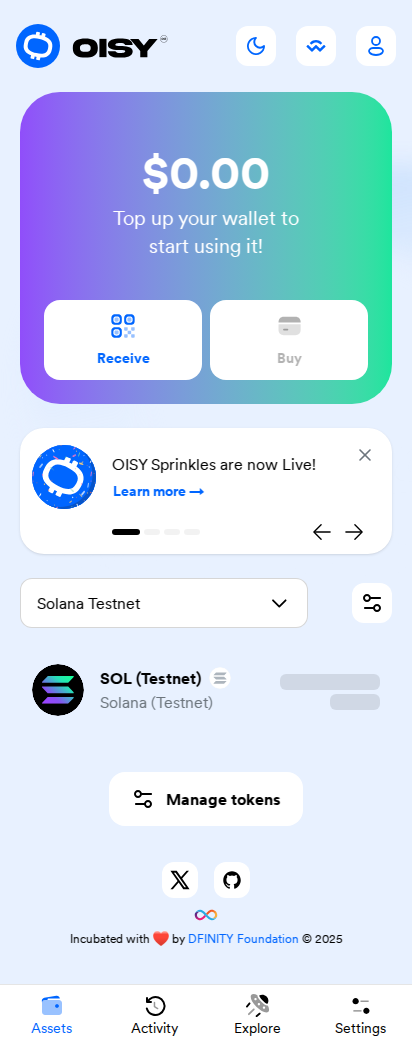 OISY
$0.00
Top up your wallet to
start using it!
Receive
Buy
OISY Sprinkles are now Live!
Learn more →
Solana Testnet
SOL (Testnet)
Solana (Testnet)
Manage tokens
Incubated with ❤️ by DFINITY Foundation © 2025
Assets
Activity
Explore
Settings